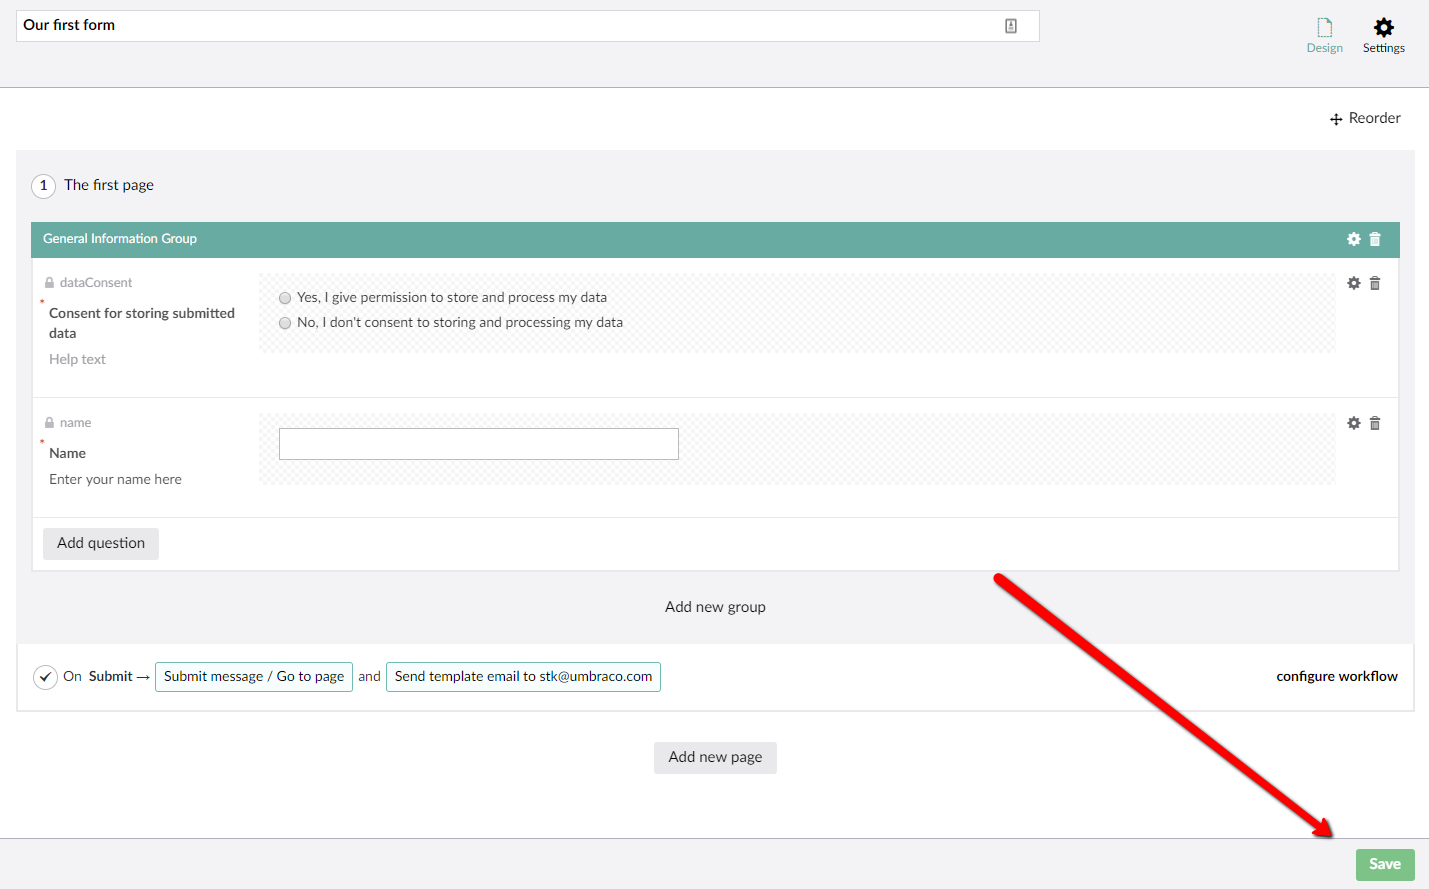 Our first form
Design
Settings
Reorder
1 The first page
General Information Group
dataConsent
* Consent for storing submitted
data
Help text
Yes, I give permission to store and process my data
No, I don't consent to storing and processing my data
name
* Name
Enter your name here
Add question
Add new group
On Submit → Submit message / Go to page and Send template email to stk@umbraco.com
configure workflow
Add new page
Save